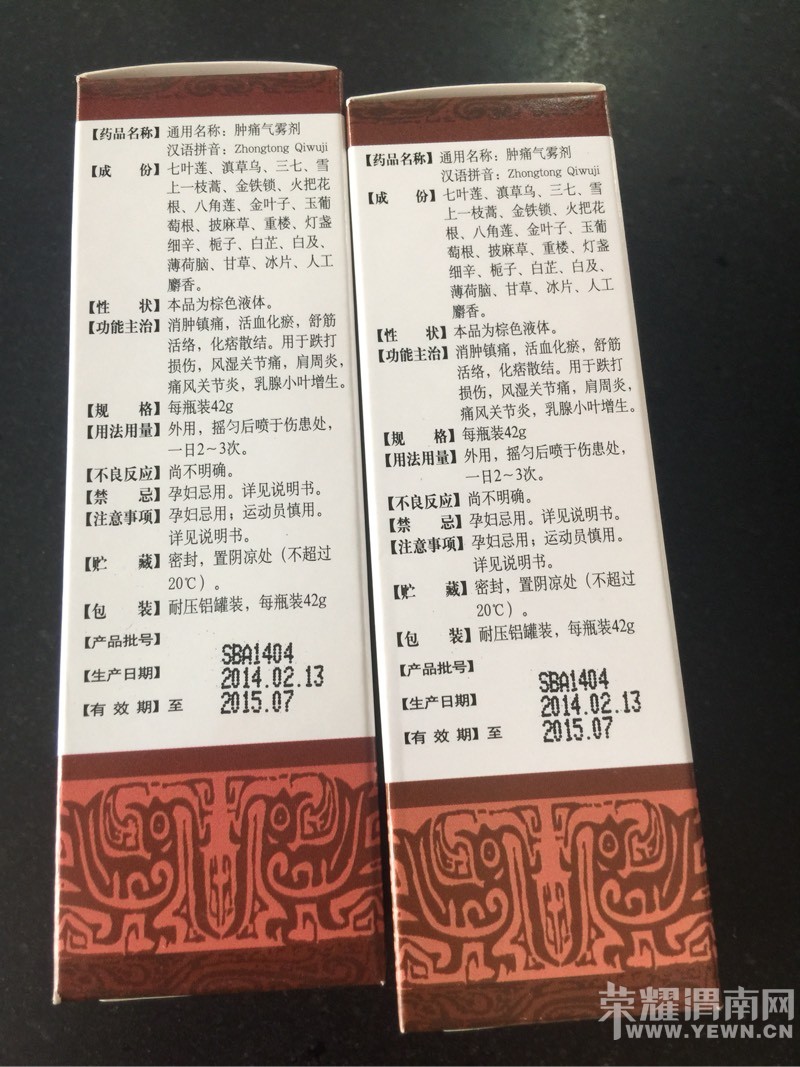 【药品名称】通用名称：肿痛气雾剂
汉语拼音：Zhongtong Qiwuji
【成　份】七叶莲、滇草乌、三七、雪
上一枝蒿、金铁锁、火把花
根、八角莲、金叶子、玉葡
萄根、披麻草、重楼、灯盏
细辛、栀子、白芷、白及、
薄荷脑、甘草、冰片、人工
麝香。
【性　状】本品为棕色液体。
【功能主治】消肿镇痛，活血化瘀，舒筋
活络，化痞散结。用于跌打
损伤，风湿关节痛，肩周炎，
痛风关节炎，乳腺小叶增生。
【规　格】每瓶装42g
【用法用量】外用，摇匀后喷于伤患处，
一日2～3次。
【不良反应】尚不明确。
【禁　忌】孕妇忌用。详见说明书。
【注意事项】孕妇忌用；运动员慎用。
详见说明书。
【贮　藏】密封，置阴凉处（不超过
20℃）。
【包　装】耐压铝罐装，每瓶装42g
【产品批号】SBA1404
【生产日期】2014.02.13
【有 效 期】至 2015.07
【药品名称】通用名称：肿痛气雾剂
汉语拼音：Zhongtong Qiwuji
【成　份】七叶莲、滇草乌、三七、雪
上一枝蒿、金铁锁、火把花
根、八角莲、金叶子、玉葡
萄根、披麻草、重楼、灯盏
细辛、栀子、白芷、白及、
薄荷脑、甘草、冰片、人工
麝香。
【性　状】本品为棕色液体。
【功能主治】消肿镇痛，活血化瘀，舒筋
活络，化痞散结。用于跌打
损伤，风湿关节痛，肩周炎，
痛风关节炎，乳腺小叶增生。
【规　格】每瓶装42g
【用法用量】外用，摇匀后喷于伤患处，
一日2～3次。
【不良反应】尚不明确。
【禁　忌】孕妇忌用。详见说明书。
【注意事项】孕妇忌用；运动员慎用。
详见说明书。
【贮　藏】密封，置阴凉处（不超过
20℃）。
【包　装】耐压铝罐装，每瓶装42g
【产品批号】SBA1404
【生产日期】2014.02.13
【有 效 期】至 2015.07
荣耀渭南网
WWW.YEWN.CN